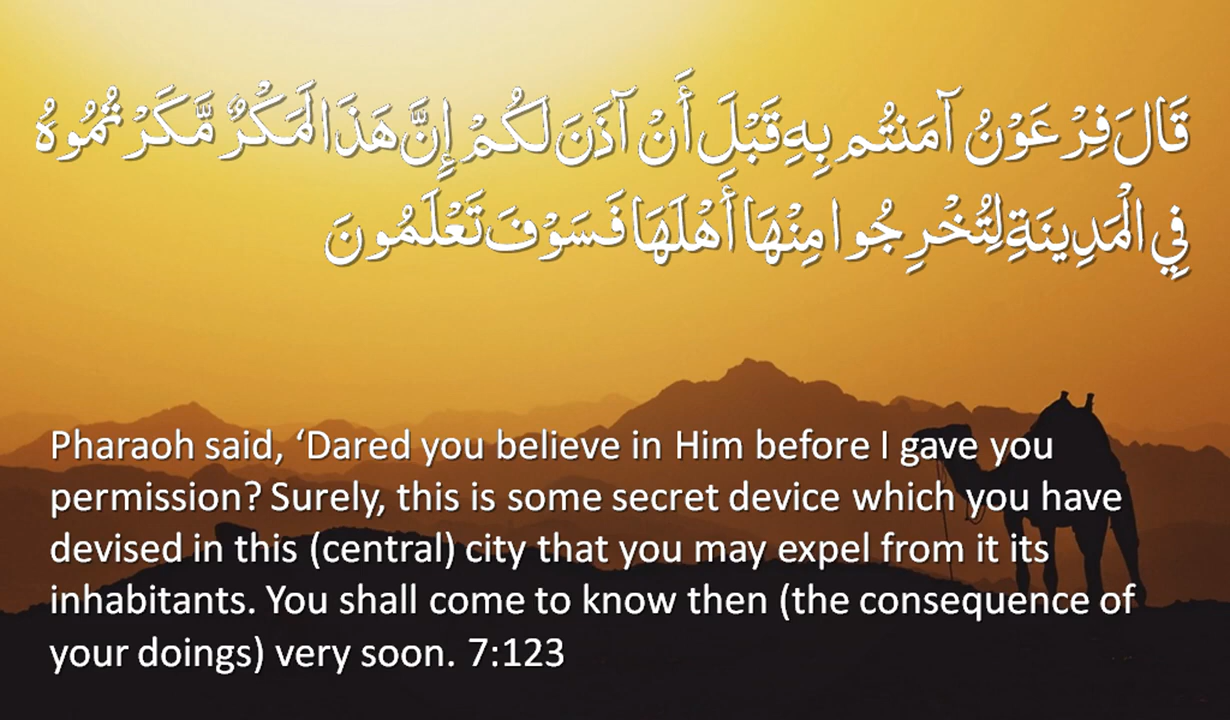 قَالَ فِرْعَوْنُ آمَنتُم بِهِ قَبْلَ أَنْ آذَنَ لَكُمْ إِنَّ هَذَا لَمَكْرٌ مَّكَرْتُمُوهُ
فِي الْمَدِينَةِ لِتُخْرِجُوا مِنْهَا أَهْلَهَا فَسَوْفَ تَعْلَمُونَ
Pharaoh said, ‘Dared you believe in Him before I gave you
permission? Surely, this is some secret device which you have
devised in this (central) city that you may expel from it its
inhabitants. You shall come to know then (the consequence of
your doings) very soon. 7:123